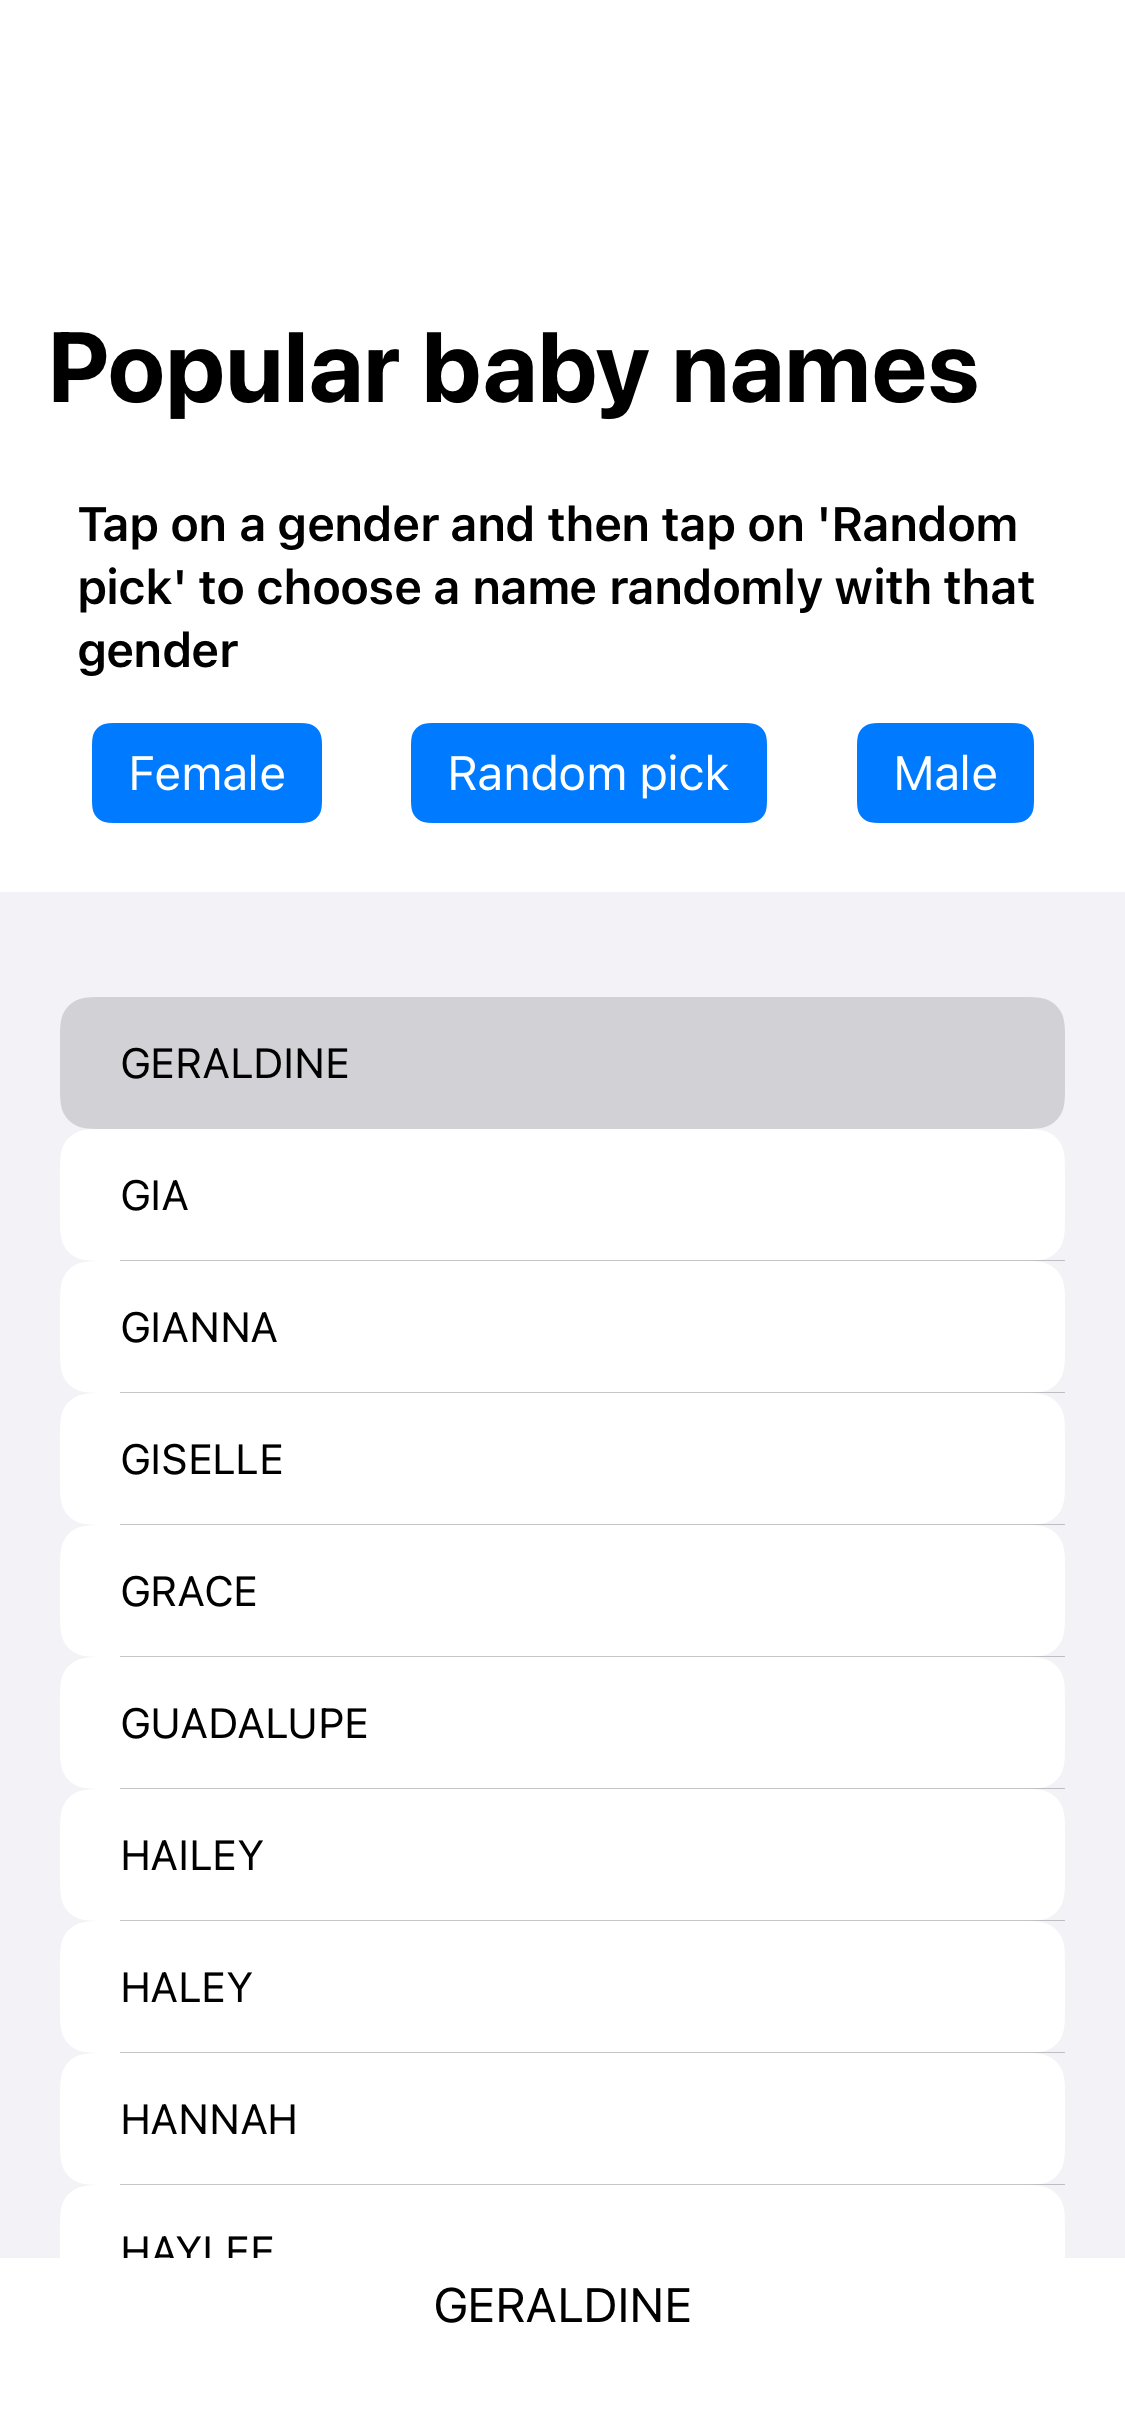 Popular baby names
Tap on a gender and then tap on 'Random
pick' to choose a name randomly with that
gender
Female Random pick Male
GERALDINE
GIA
GIANNA
GISELLE
GRACE
GUADALUPE
HAILEY
HALEY
HANNAH
HAYLEE
GERALDINE